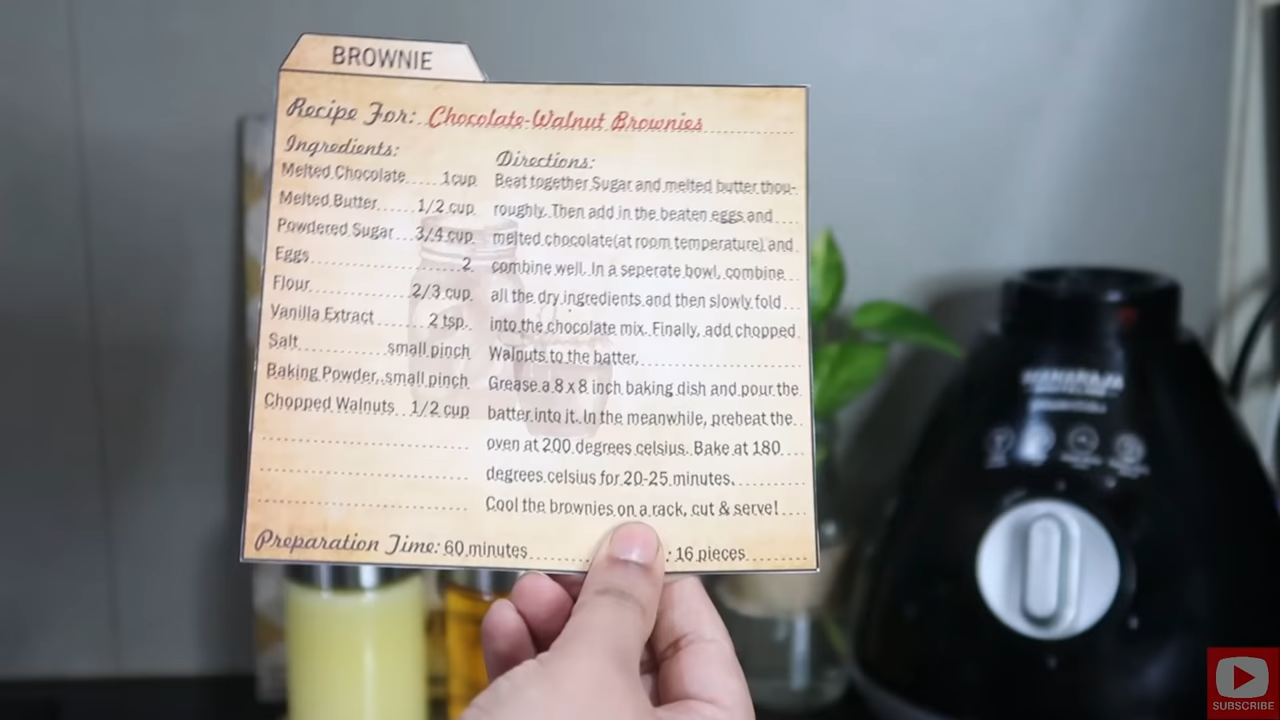 BROWNIE
Recipe For: Chocolate-Walnut Brownies
Ingredients:
Melted Chocolate......1cup
Melted Butter.......1/2 cup
Powdered Sugar...3/4 cup
Eggs...........................2
Flour....................2/3 cup
Vanilla Extract.........2 tsp.
Salt..................small pinch
Baking Powder..small pinch
Chopped Walnuts...1/2 cup
Directions:
Beat together Sugar and melted butter thou-
roughly. Then add in the beaten eggs and
melted chocolate(at room temperature) and
combine well. In a seperate bowl, combine
all the dry ingredients and then slowly fold
into the chocolate mix. Finally, add chopped
Walnuts to the batter.
Grease a 8 x 8 inch baking dish and pour the
batter into it. In the meanwhile, preheat the
oven at 200 degrees celsius. Bake at 180
degrees celsius for 20-25 minutes.
Cool the brownies on a rack, cut & serve!
Preparation Time: 60 minutes
: 16 pieces
SUBSCRIBE